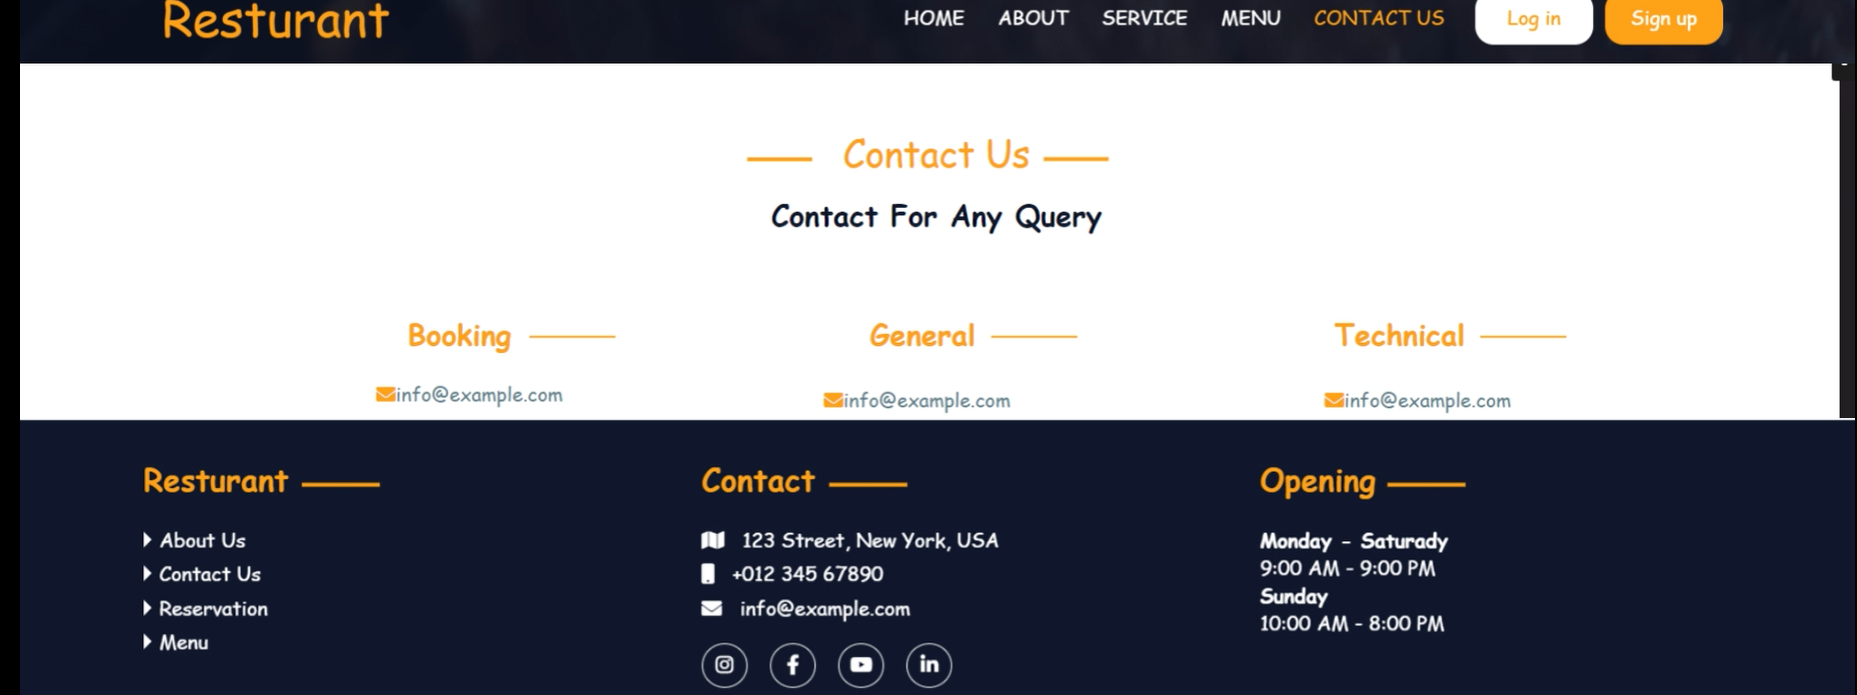 Resturant HOME ABOUT SERVICE MENU CONTACT US Log in Sign up
Contact Us
Contact For Any Query
Booking General Technical
info@example.com info@example.com info@example.com
Resturant Contact Opening
About Us 123 Street, New York, USA Monday - Saturady
Contact Us +012 345 67890 9:00 AM - 9:00 PM
Reservation info@example.com Sunday
Menu 10:00 AM - 8:00 PM